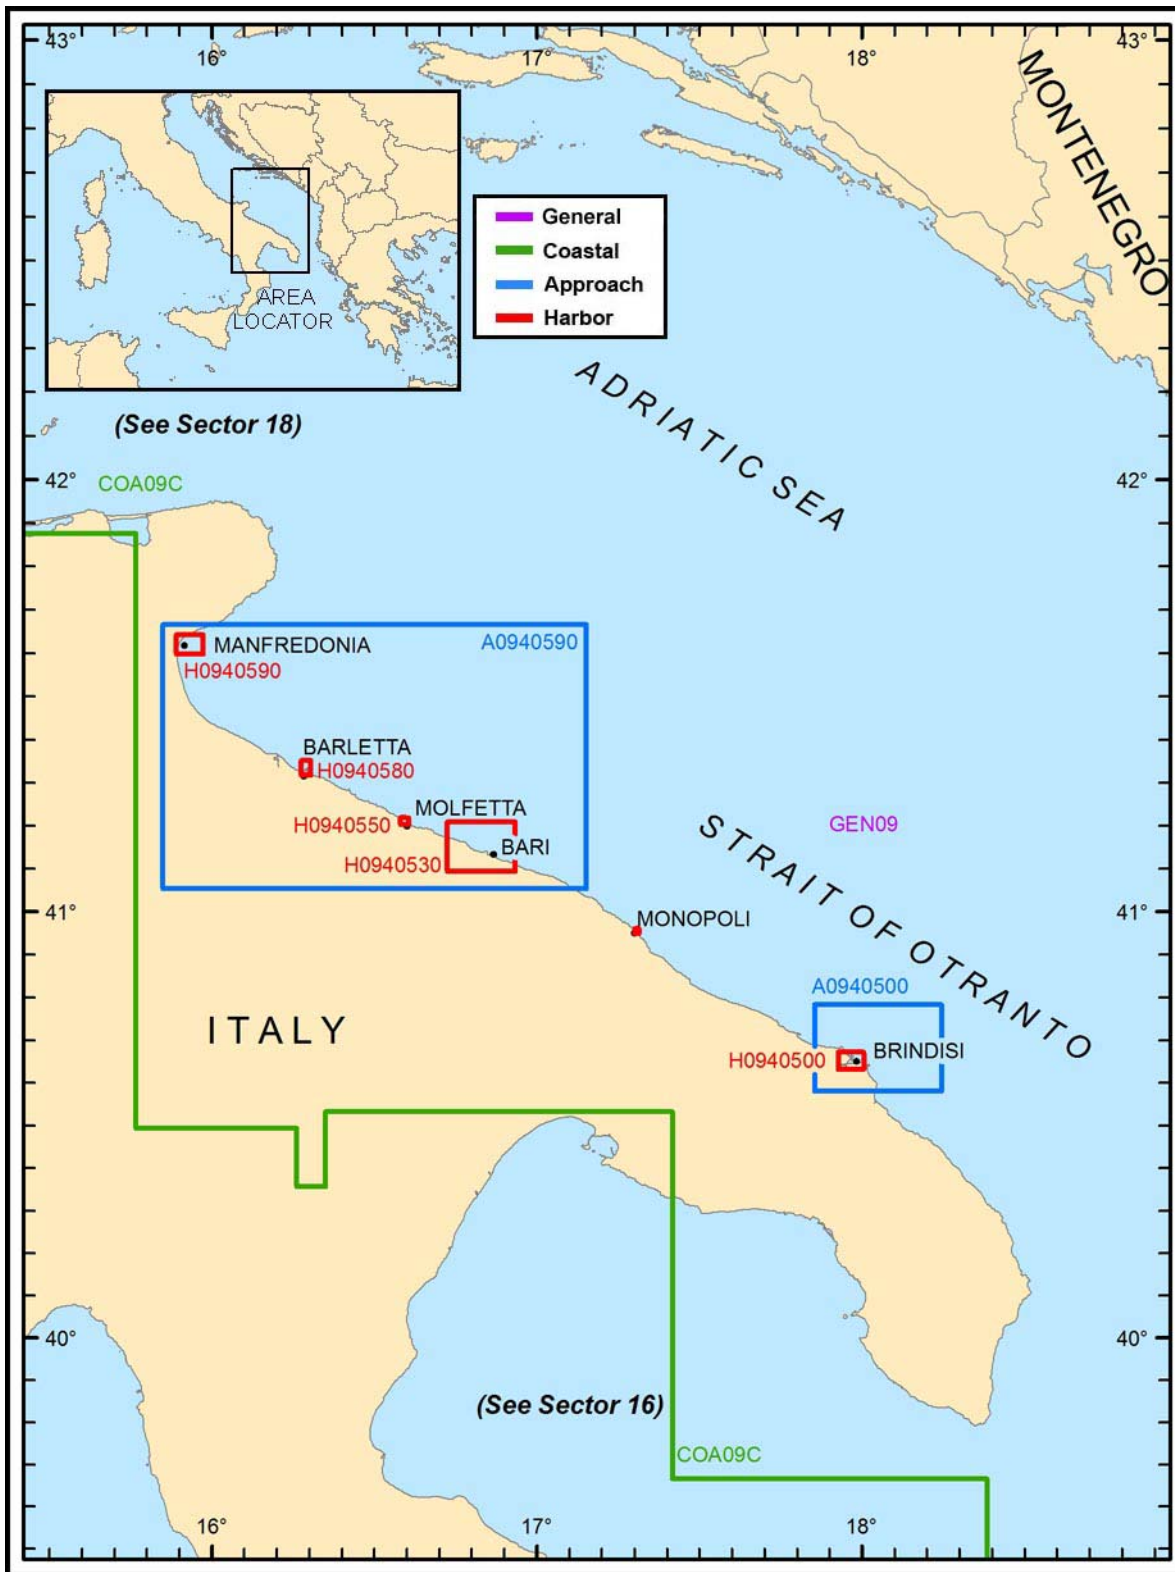 43°
16°
17°
18°
43°
MONTENEGRO
AREA
LOCATOR
General
Coastal
Approach
Harbor
ADRIATIC SEA
(See Sector 18)
42°
COA09C
42°
MANFREDONIA
A0940590
H0940590
BARLETTA
H0940580
MOLFETTA
H0940550
BARI
H0940530
GEN09
STRAIT OF OTRANTO
41°
MONOPOLI
41°
A0940500
ITALY
H0940500
BRINDISI
40°
40°
(See Sector 16)
COA09C
16°
17°
18°